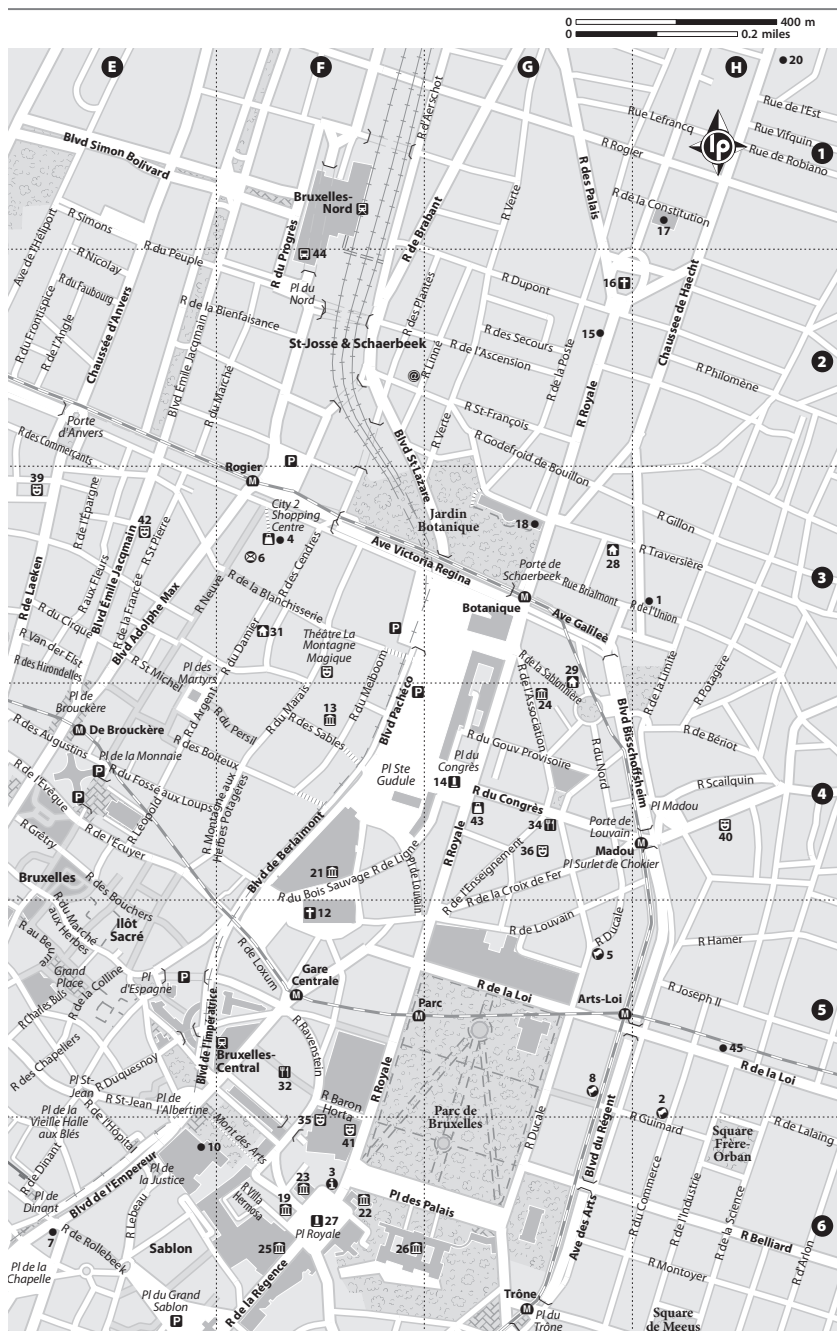 0 400 m
0 0.2 miles
E F G H
20
Rue de l'Est
Rue Lefrancq
Rue Vifquin
R d'Aerschot
R Rogier
Rue de Robiano
lp
1
Blvd Simon Bolivard
R des Palais
Bruxelles-
Nord
R Verte
R de la Constitution
17
Ave de l'Héliport
R Simons
R du Peuple
R du Progrès
44
R de Brabant
R Nicolay
Pl du
Nord
16
R du Faubourg
R Dupont
Chaussee de Haecht
R du Frontispice
R de l'Angle
Chaussée d'Anvers
R de la Bienfaisance
R des Plantes
R des Secours
15
St-Josse & Schaerbeek
R de l'Ascension
2
Blvd Émile Jacqmain
R du Marché
R Linné
R de la Poste
R Royale
R Philomène
@
Porte
d'Anvers
R des Commerçants
R St-François
R Verte
R Godefroid de Bouillon
Blvd St Lazare
P
Rogier
M
39
R de l'Epargne
City 2
Shopping
Centre
4
6
Jardin
Botanique
18
R Gillon
42
R St Pierre
Blvd Émile Jacqmain
Ave Victoria Regina
28
R Traversière
3
R aux Fleurs
R de la Francée
Blvd Adolphe Max
R Neuve
R des Cendres
Porte de
Schaerbeek
Rue Brialmont
1
R de l'Union
R de Laeken
R du Cirque
R de la Blanchisserie
M
Botanique
Ave Galileé
R Van der Elst
R des Hirondelles
R du Damier
31
P
Théâtre La
Montagne
Magique
R St Michel
Pl des
Martyrs
R du Meiboom
R de la Sablonnière
29
R de la Limite
R Potagère
Pl de
Brouckère
R d'Argent
R du Marais
13
R des Sables
Blvd Pachéco
P
24
R de l'Association
Blvd Bisschoffsheim
M
De Brouckère
R du Persil
R du Gouv Provisoire
R de Bériot
R des Augustins
Pl de la Monnaie
R des Boiteux
R du Nord
P
Pl Ste
Gudule
Pl du
Congrès
R Scailquin
R de l'Evêque
R du Fosse aux Loups
14
R du Congrès
Pl Madou
4
P
R Léopold
R Montagne aux
Herbes Potagères
R Royale
43
34
Porte de
Louvain
40
R Grétry
R de l'Écuyer
Blvd de Berlaimont
36
Madou
M
Pl Surlet de Chokier
21
R de Ligne
R de l'Enseignement
Bruxelles
R des Bouchers
R du Bois Sauvage
Pl de Louvain
R de la Croix de Fer
R du Marché
aux Herbes
Ilôt
Sacré
12
R de Louvain
R Ducale
R Hamer
R au Beurre
Grand
Place
R de la Colline
Pl
d'Espagne
P
R de Loxum
5
R Charles Buls
Gare
Centrale
M
R de la Loi
R Joseph II
Parc
M
Arts-Loi
M
5
R des Chapeliers
Blvd de l'Impératrice
R Ravenstein
45
R de la Loi
R Duquesnoy
Bruxelles-
Central
32
R Royale
Pl St-
Jean
R St-Jean
Pl de
l'Albertine
R Baron
Horta
35
8
2
Pl de la
Vieille Halle
aux Blés
R de l'Hôpital
Mont des Arts
41
Parc de
Bruxelles
R Ducale
Blvd du Régent
R Guimard
Square
Frère-
Orban
R de Lalaing
10
Pl de
la Justice
R de Dinant
Blvd de l'Empereur
23
3
Pl de
Dinant
R Villa
Hermosa
19
22
Pl des Palais
R du Commerce
R de l'Industrie
R de la Science
R Lebeau
27
Pl Royale
Ave des Arts
6
7
R de Rollebeek
Sablon
25
26
R Belliard
Pl de la
Chapelle
R de la Régence
R Montoyer
R d'Arlon
Pl du Grand
Sablon
P
Trône
M
Pl du
Trône
Square
de Meeus